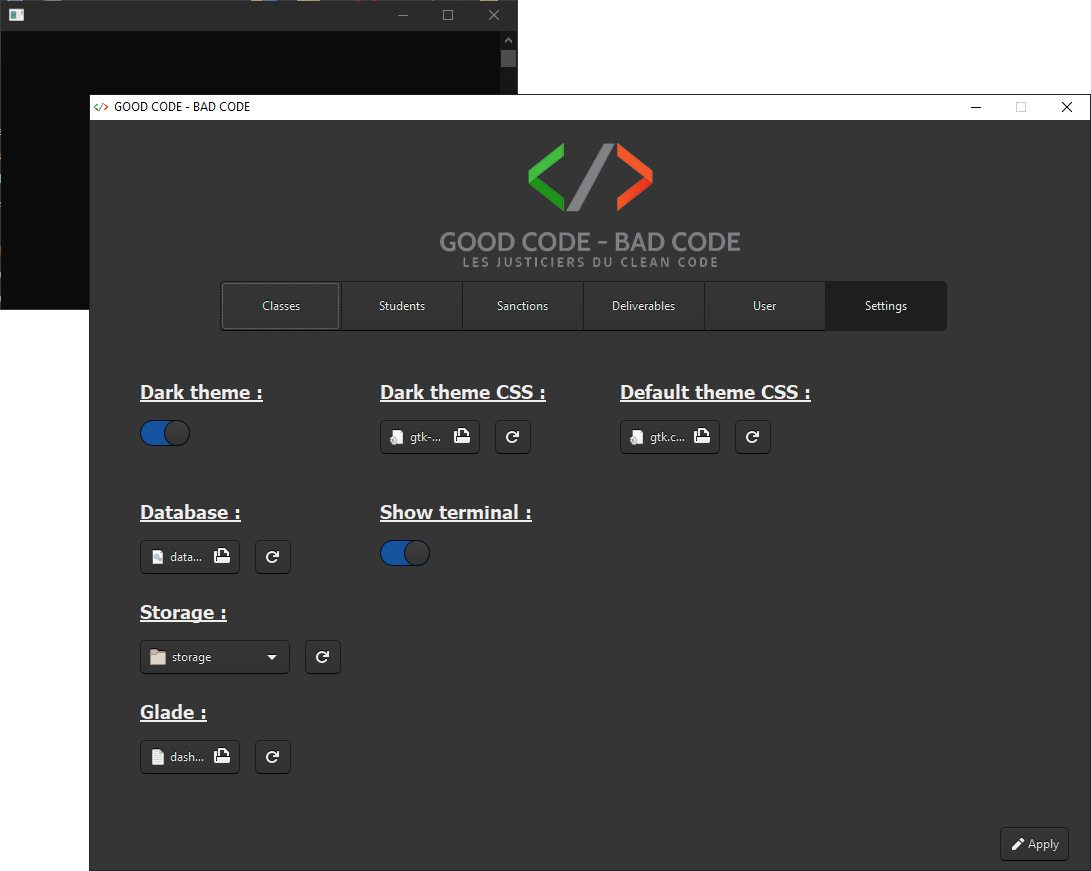 GOOD CODE - BAD CODE
</>
GOOD CODE - BAD CODE
LES JUSTICIERS DU CLEAN CODE
Classes Students Sanctions Deliverables User Settings
Dark theme : Dark theme CSS : Default theme CSS :
gtk-... gtk.c...
Database : Show terminal :
data...
Storage :
storage
Glade :
dash...
Apply